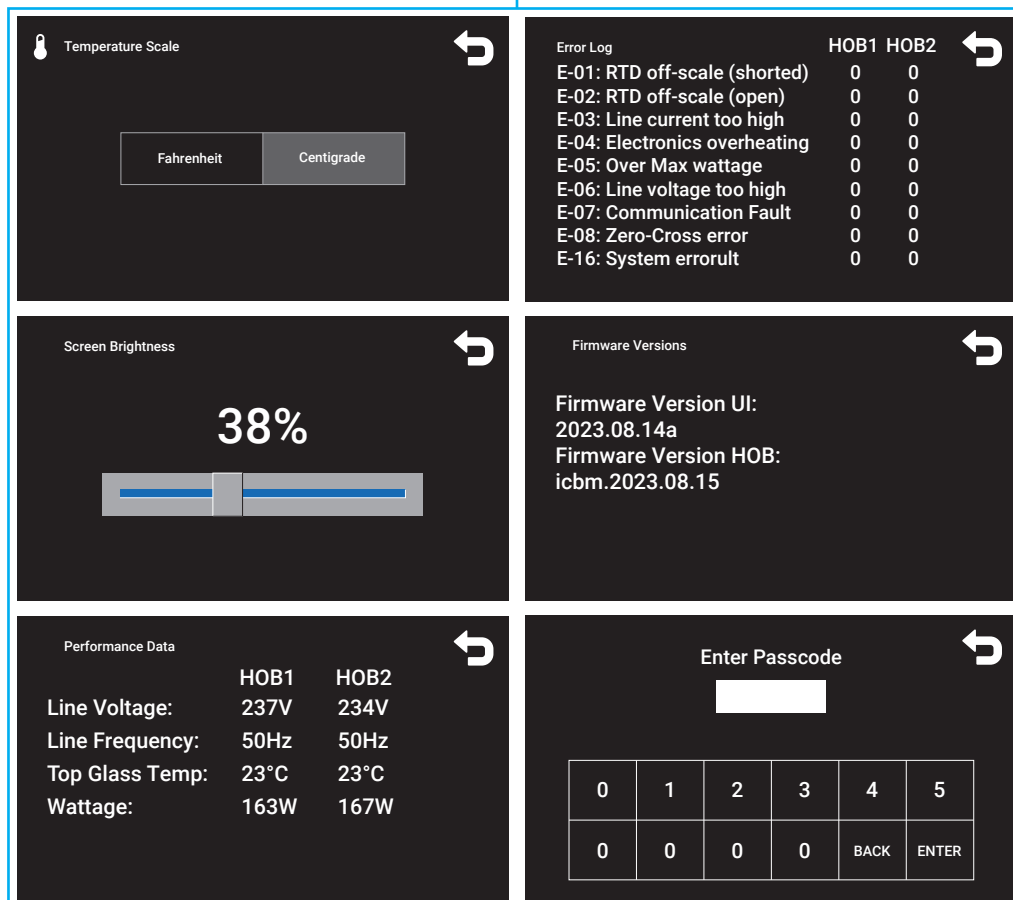 Temperature Scale
Fahrenheit Centigrade
Error Log HOB1 HOB2
E-01: RTD off-scale (shorted) 0 0
E-02: RTD off-scale (open) 0 0
E-03: Line current too high 0 0
E-04: Electronics overheating 0 0
E-05: Over Max wattage 0 0
E-06: Line voltage too high 0 0
E-07: Communication Fault 0 0
E-08: Zero-Cross error 0 0
E-16: System errorult 0 0
Screen Brightness
38%
Firmware Versions
Firmware Version UI:
2023.08.14a
Firmware Version HOB:
icbm.2023.08.15
Performance Data
HOB1 HOB2
Line Voltage: 237V 234V
Line Frequency: 50Hz 50Hz
Top Glass Temp: 23°C 23°C
Wattage: 163W 167W
Enter Passcode
0 1 2 3 4 5
0 0 0 0 BACK ENTER